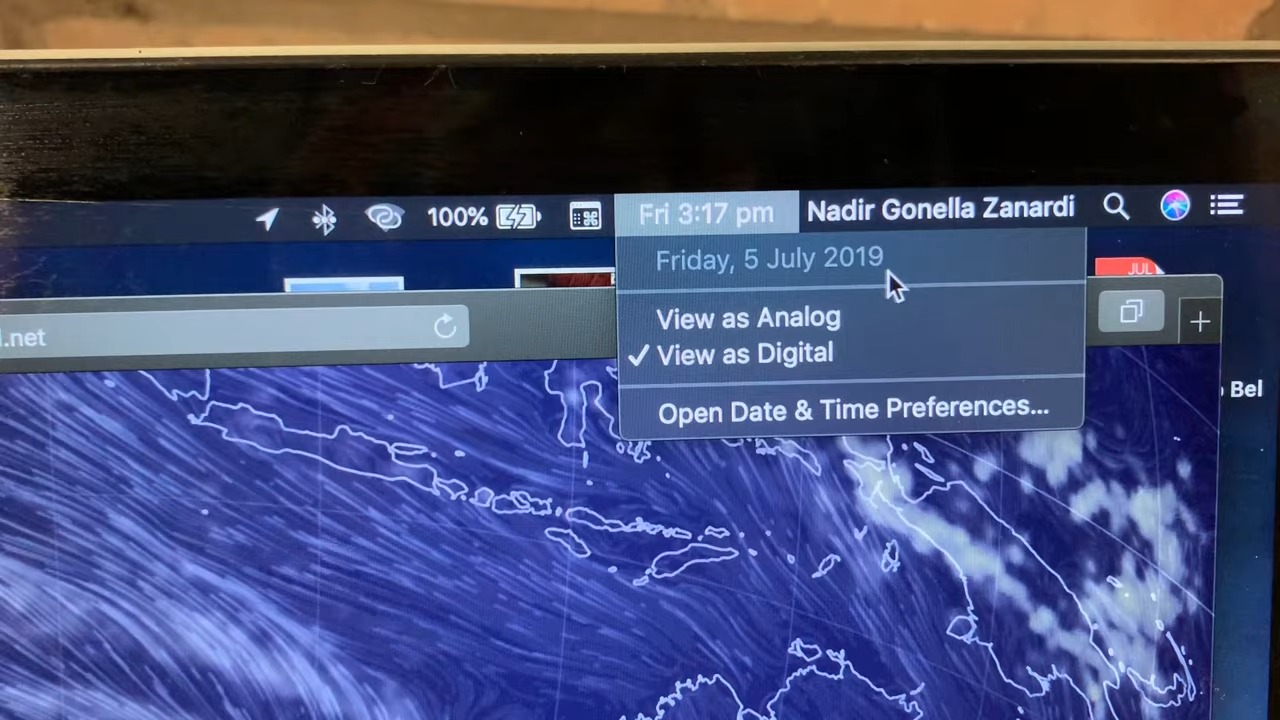 100%
Fri 3:17 pm
Nadir Gonella Zanardi
Friday, 5 July 2019
JUL
View as Analog
View as Digital
.net
Bel
Open Date & Time Preferences...